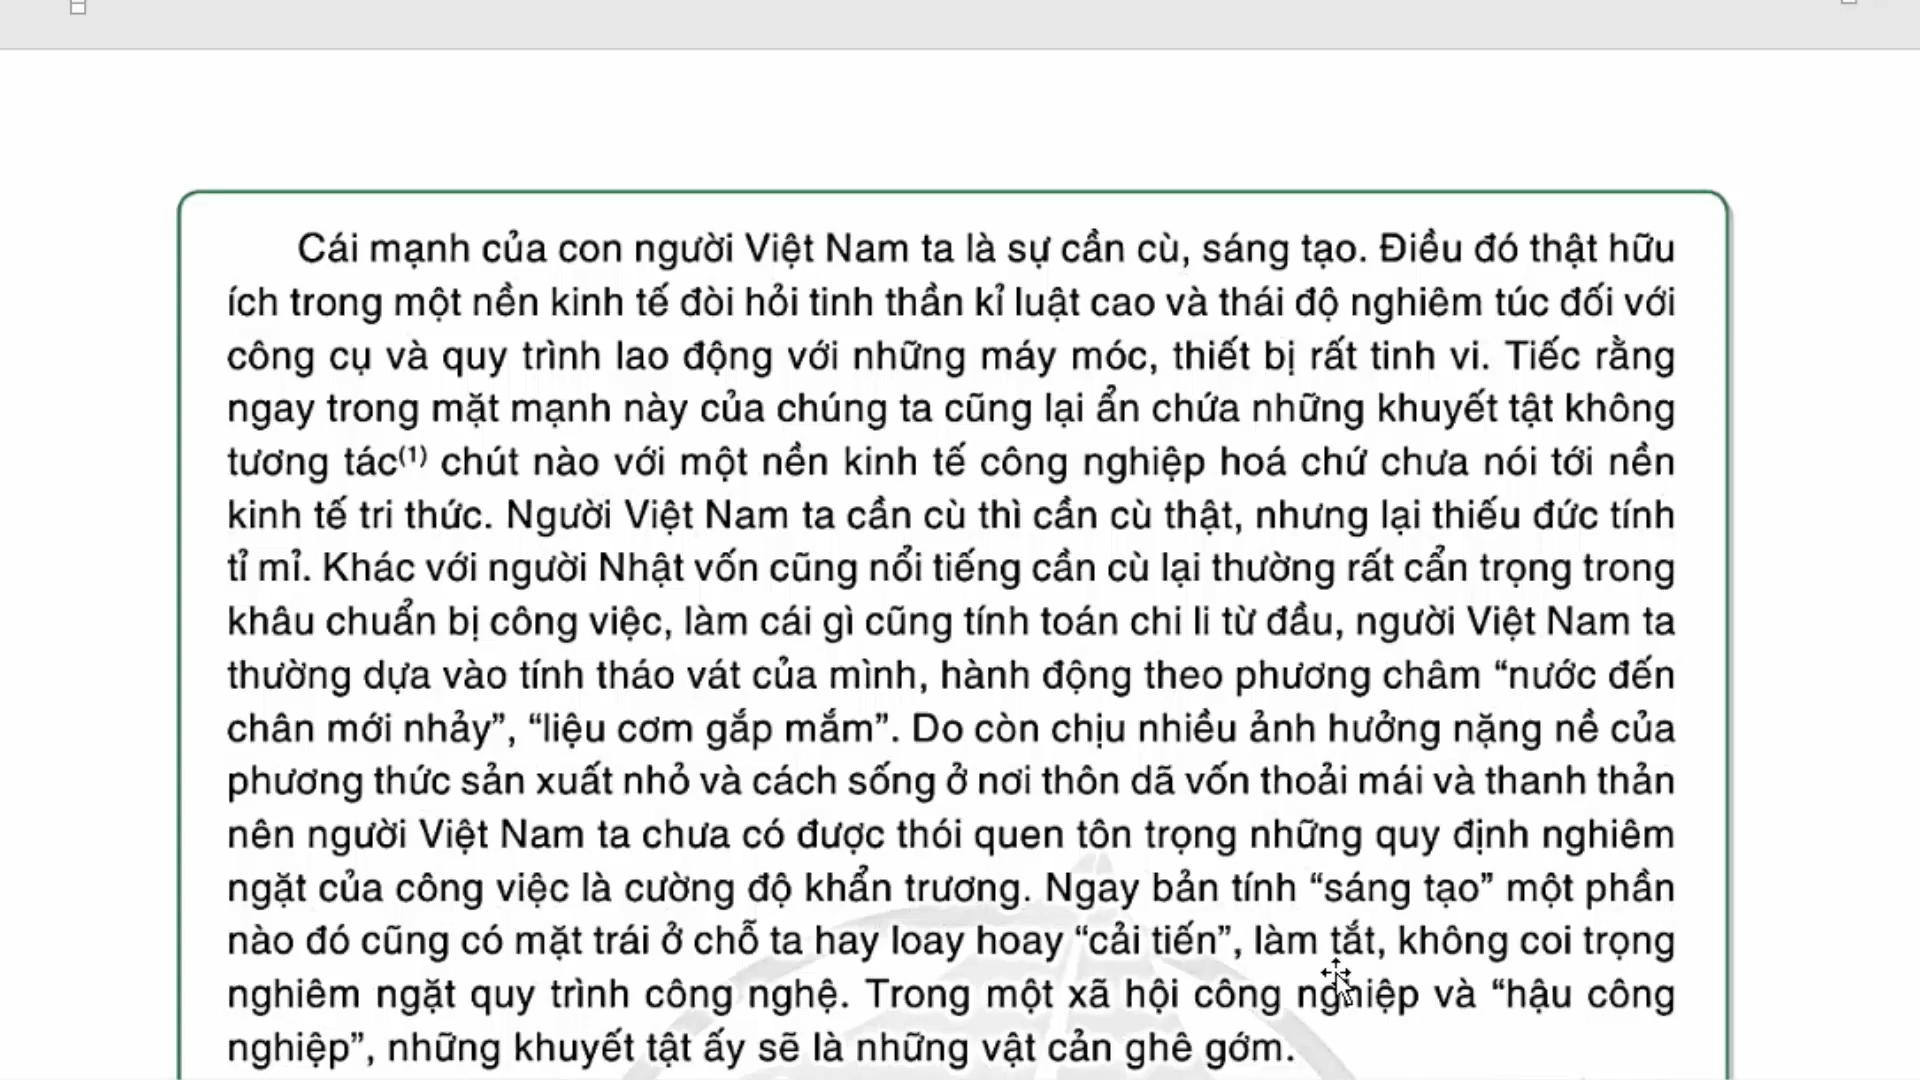 Cái mạnh của con người Việt Nam ta là sự cần cù, sáng tạo. Điều đó thật hữu
ích trong một nền kinh tế đòi hỏi tinh thần kỉ luật cao và thái độ nghiêm túc đối với
công cụ và quy trình lao động với những máy móc, thiết bị rất tinh vi. Tiếc rằng
ngay trong mặt mạnh này của chúng ta cũng lại ẩn chứa những khuyết tật không
tương tác⁽¹⁾ chút nào với một nền kinh tế công nghiệp hoá chứ chưa nói tới nền
kinh tế tri thức. Người Việt Nam ta cần cù thì cần cù thật, nhưng lại thiếu đức tính
tỉ mỉ. Khác với người Nhật vốn cũng nổi tiếng cần cù lại thường rất cẩn trọng trong
khâu chuẩn bị công việc, làm cái gì cũng tính toán chi li từ đầu, người Việt Nam ta
thường dựa vào tính tháo vát của mình, hành động theo phương châm “nước đến
chân mới nhảy”, “liệu cơm gắp mắm”. Do còn chịu nhiều ảnh hưởng nặng nề của
phương thức sản xuất nhỏ và cách sống ở nơi thôn dã vốn thoải mái và thanh thản
nên người Việt Nam ta chưa có được thói quen tôn trọng những quy định nghiêm
ngặt của công việc là cường độ khẩn trương. Ngay bản tính “sáng tạo” một phần
nào đó cũng có mặt trái ở chỗ ta hay loay hoay “cải tiến”, làm tắt, không coi trọng
nghiêm ngặt quy trình công nghệ. Trong một xã hội công nghiệp và “hậu công
nghiệp”, những khuyết tật ấy sẽ là những vật cản ghê gớm.